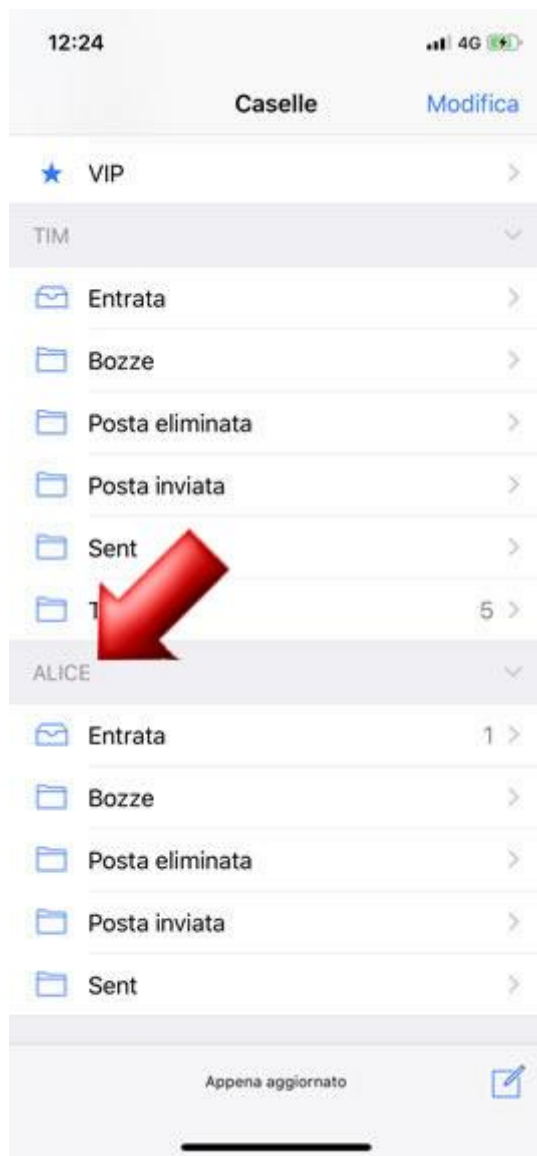 12:24 4G
Caselle Modifica
VIP
TIM
Entrata
Bozze
Posta eliminata
Posta inviata
Sent
5
ALICE
Entrata 1
Bozze
Posta eliminata
Posta inviata
Sent
Appena aggiornato